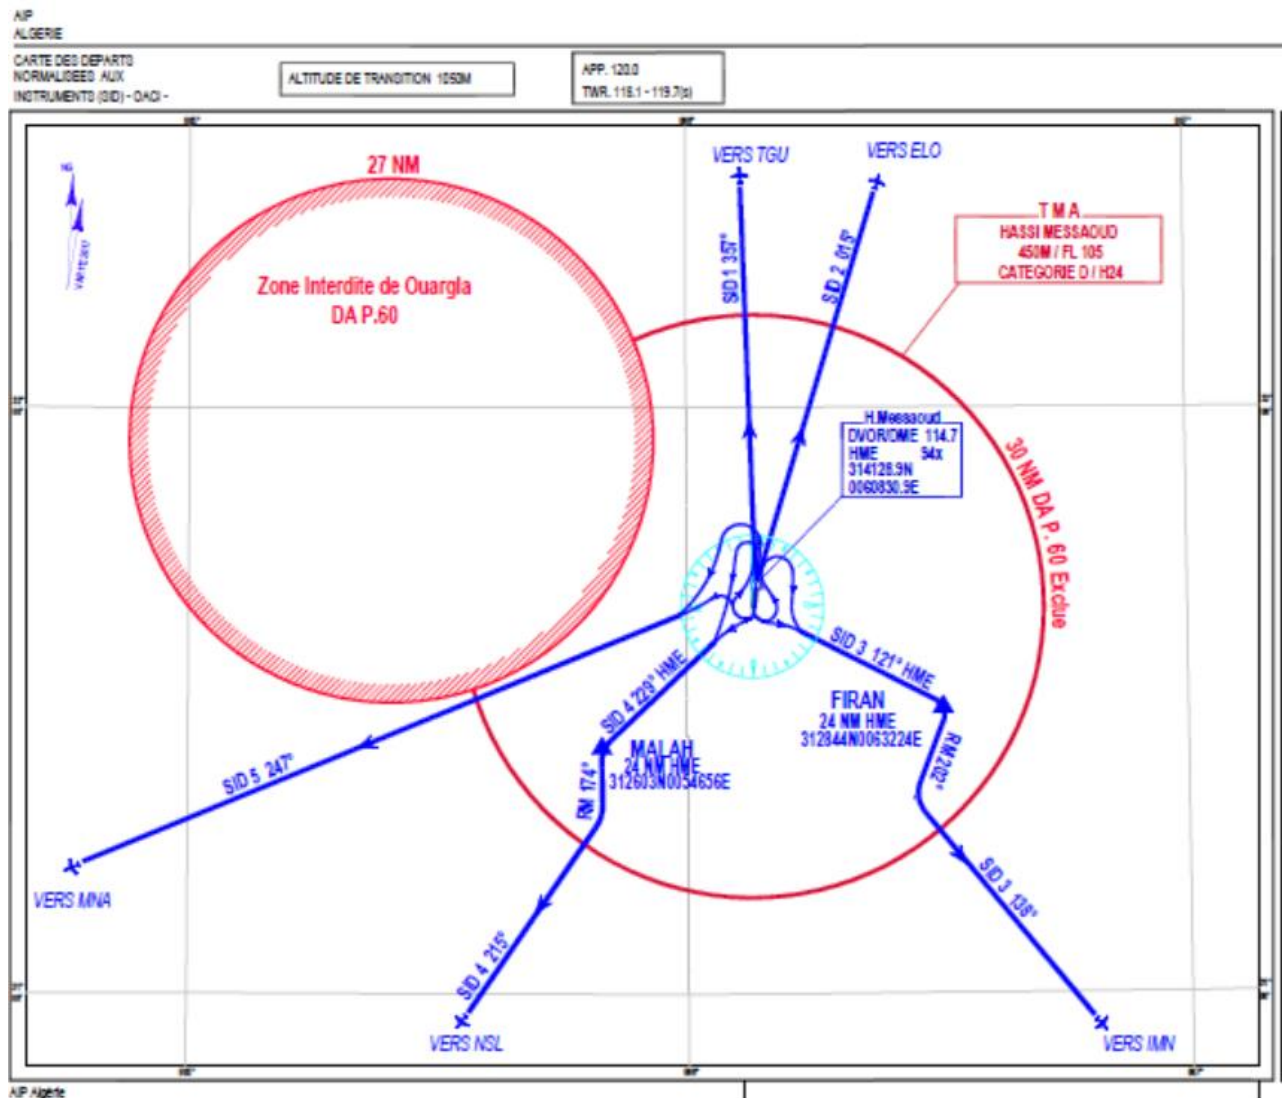 AIP
ALGERIE
CARTE DES DEPARTS
NORMALISEES AUX
INSTRUMENTS (SID) - OACI -
ALTITUDE DE TRANSITION 1050M
APP. 120.0
TWR. 118.1 - 119.7(s)
NG
27 NM
VERS TGU
VERS ELO
T M A
HASSI MESSAOUD
450M / FL 105
CATEGORIE D / H24
Zone Interdite de Ouargla
DA P.60
SID 1 357°
SID 2 015°
H.Messaoud
DVOR/DME 114.7
HME 94x
314128.9N
0060830.9E
30 NM DA P. 60 Exclue
SID 3 121° HME
SID 4 229° HME
FIRAN
24 NM HME
312844N0063224E
MALAH
24 NM HME
312603N0054656E
RM 202°
RM 174°
SID 5 247°
SID 3 138°
SID 4 215°
VERS MNA
VERS NSL
VERS IMN
AIP Algérie